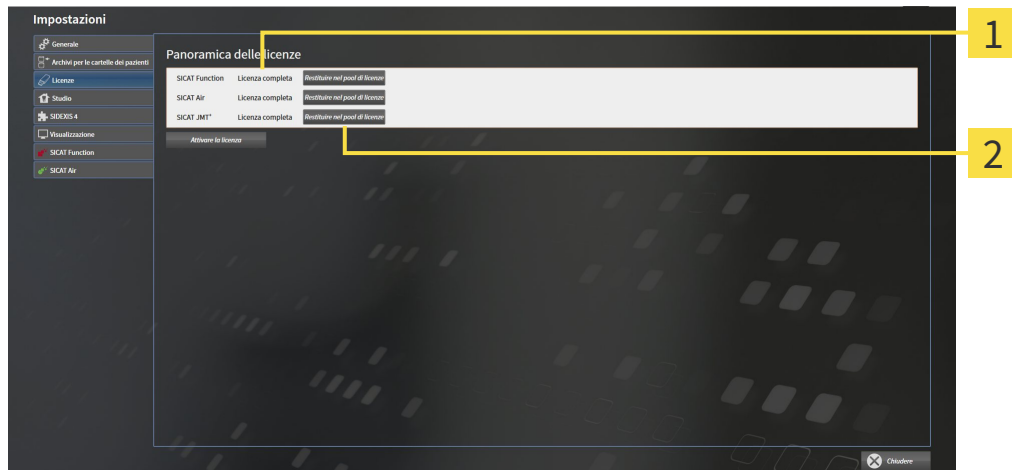 Impostazioni
Generale
Archivi per le cartelle dei pazienti
Licenze
Studio
SIDEXIS 4
Visualizzazione
SICAT Function
SICAT Air
Panoramica delle licenze
SICAT Function Licenza completa Restituire nel pool di licenze
SICAT Air Licenza completa Restituire nel pool di licenze
SICAT JMT+ Licenza completa Restituire nel pool di licenze
Attivare la licenza
Chiudere
1
2